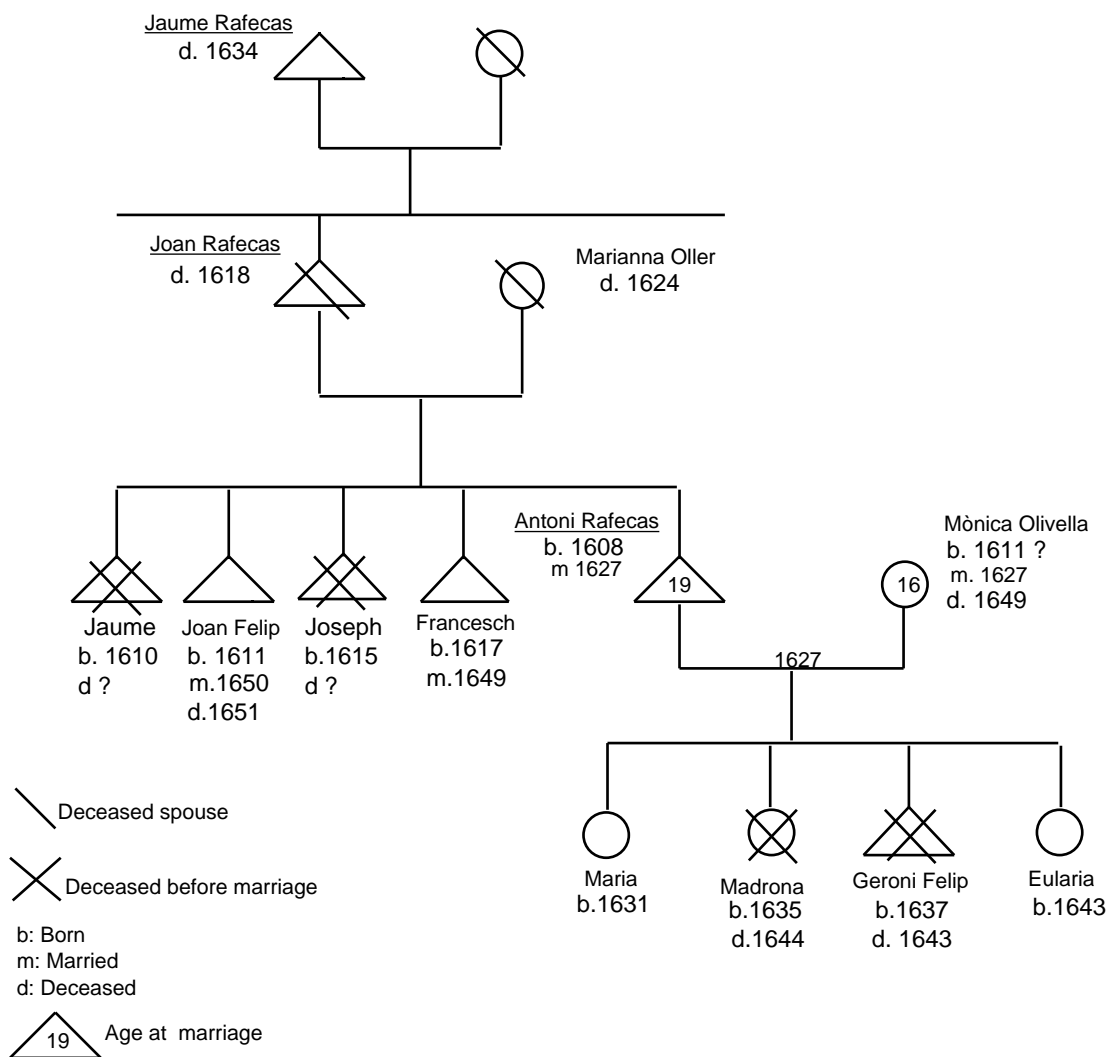 Jaume Rafecas
d. 1634
Joan Rafecas
d. 1618
Marianna Oller
d. 1624
Antoni Rafecas
b. 1608
m 1627
19
16
Mònica Olivella
b. 1611 ?
m. 1627
d. 1649
Jaume
b. 1610
d ?
Joan Felip
b. 1611
m.1650
d.1651
Joseph
b.1615
d ?
Francesch
b.1617
m.1649
1627
Maria
b.1631
Madrona
b.1635
d.1644
Geroni Felip
b.1637
d. 1643
Eularia
b.1643
Deceased spouse
Deceased before marriage
b: Born
m: Married
d: Deceased
19 Age at marriage